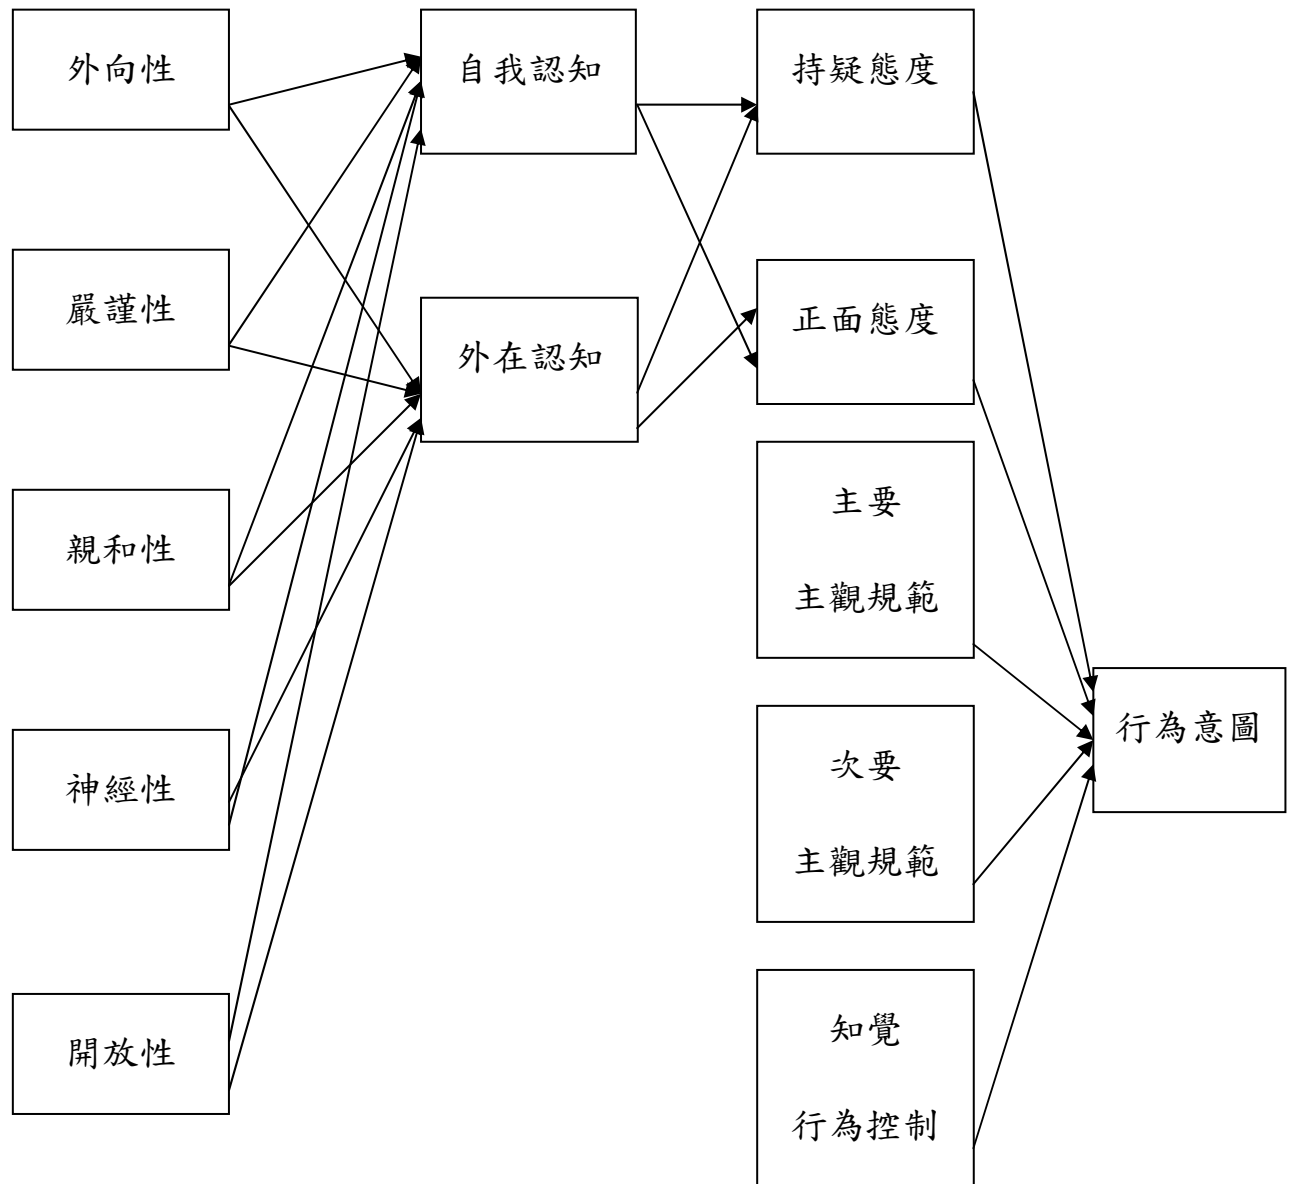 外向性
嚴謹性
親和性
神經性
開放性
自我認知
外在認知
持疑態度
正面態度
主要
主觀規範
次要
主觀規範
知覺
行為控制
行為意圖